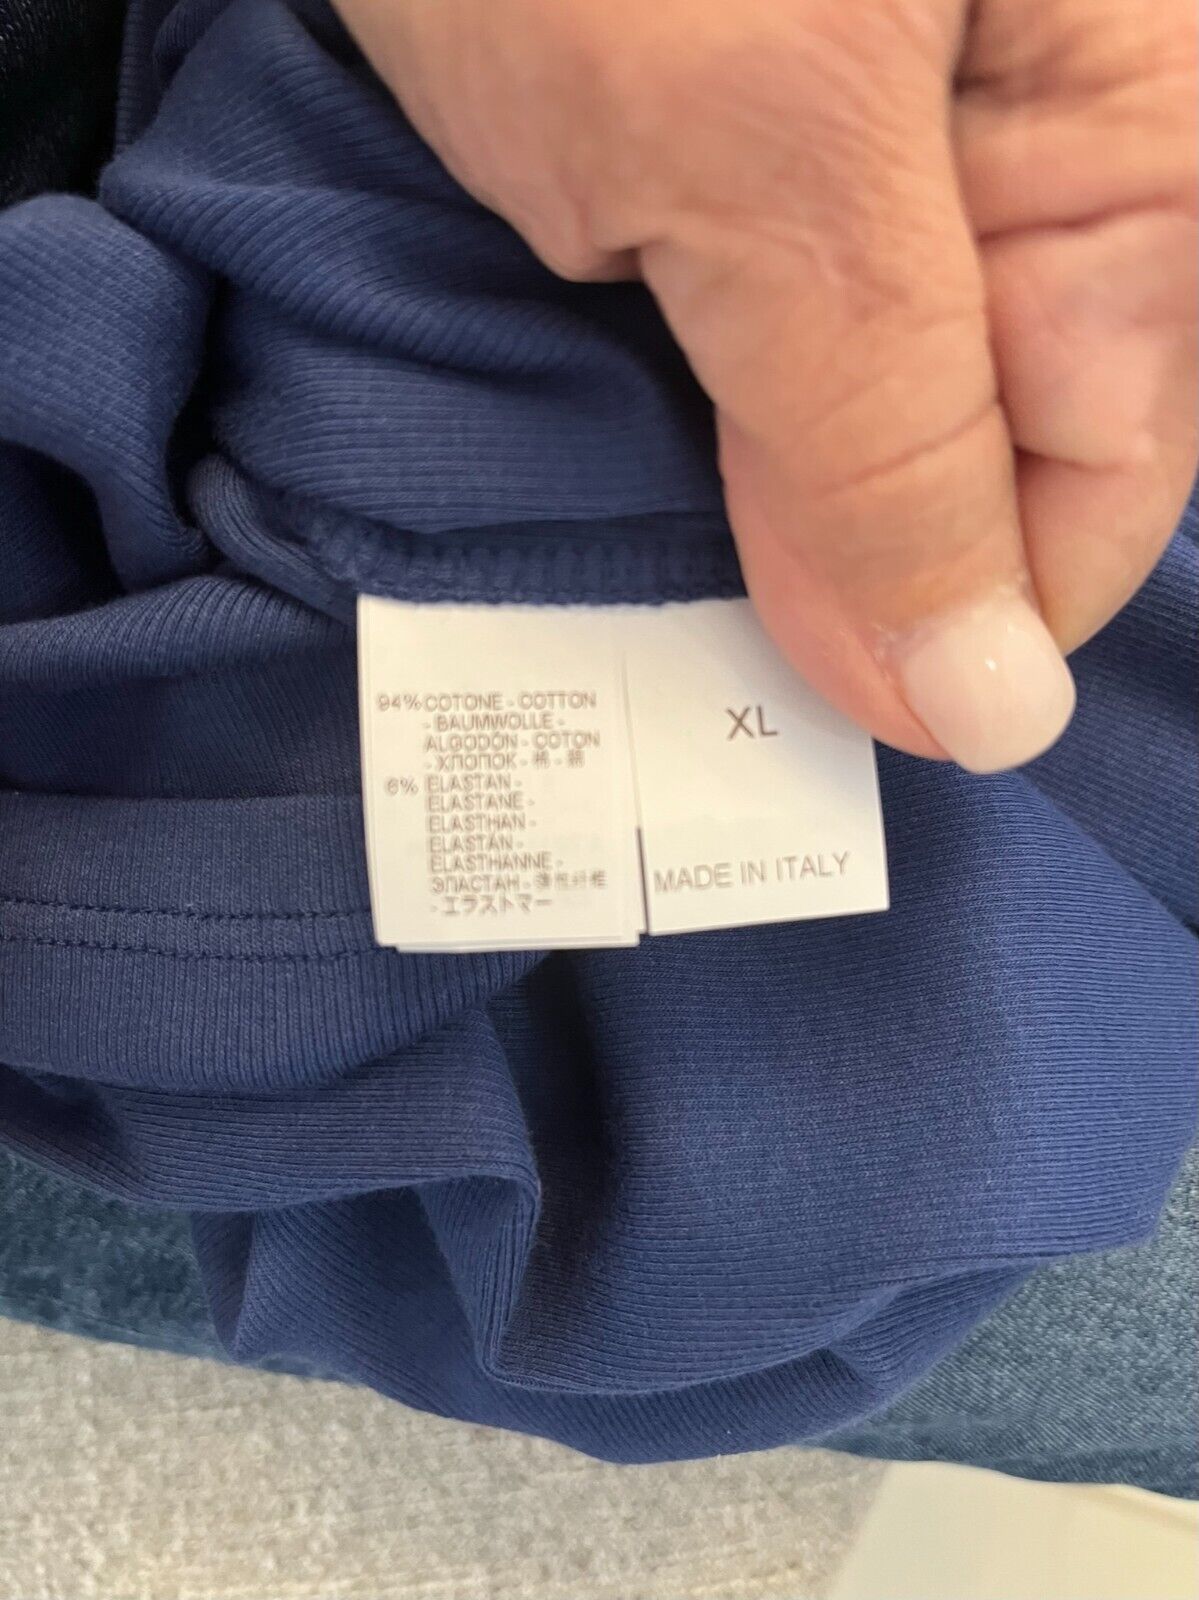 94% COTONE - COTTON
- BAUMWOLLE -
ALGODÓN - COTON
- ХЛОПОК - 棉 - 綿
6% ELASTAN -
ELASTANE -
ELASTHAN -
ELASTÁN -
ELASTHANNE -
ЭЛАСТАН - 弹性纤维
- エラストマー
XL
MADE IN ITALY